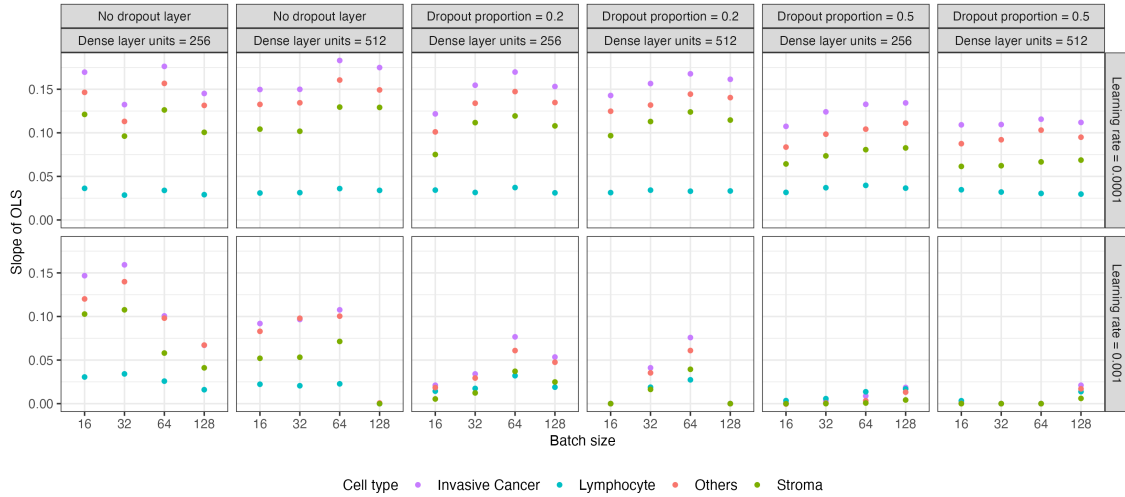 No dropout layer No dropout layer Dropout proportion = 0.2 Dropout proportion = 0.2 Dropout proportion = 0.5 Dropout proportion = 0.5
Dense layer units = 256 Dense layer units = 512 Dense layer units = 256 Dense layer units = 512 Dense layer units = 256 Dense layer units = 512
0.15
0.10
0.05
0.00
Learning rate = 0.0001
Slope of OLS
0.15
0.10
0.05
0.00
Learning rate = 0.001
16 32 64 128 16 32 64 128 16 32 64 128 16 32 64 128 16 32 64 128 16 32 64 128
Batch size
Cell type Invasive Cancer Lymphocyte Others Stroma